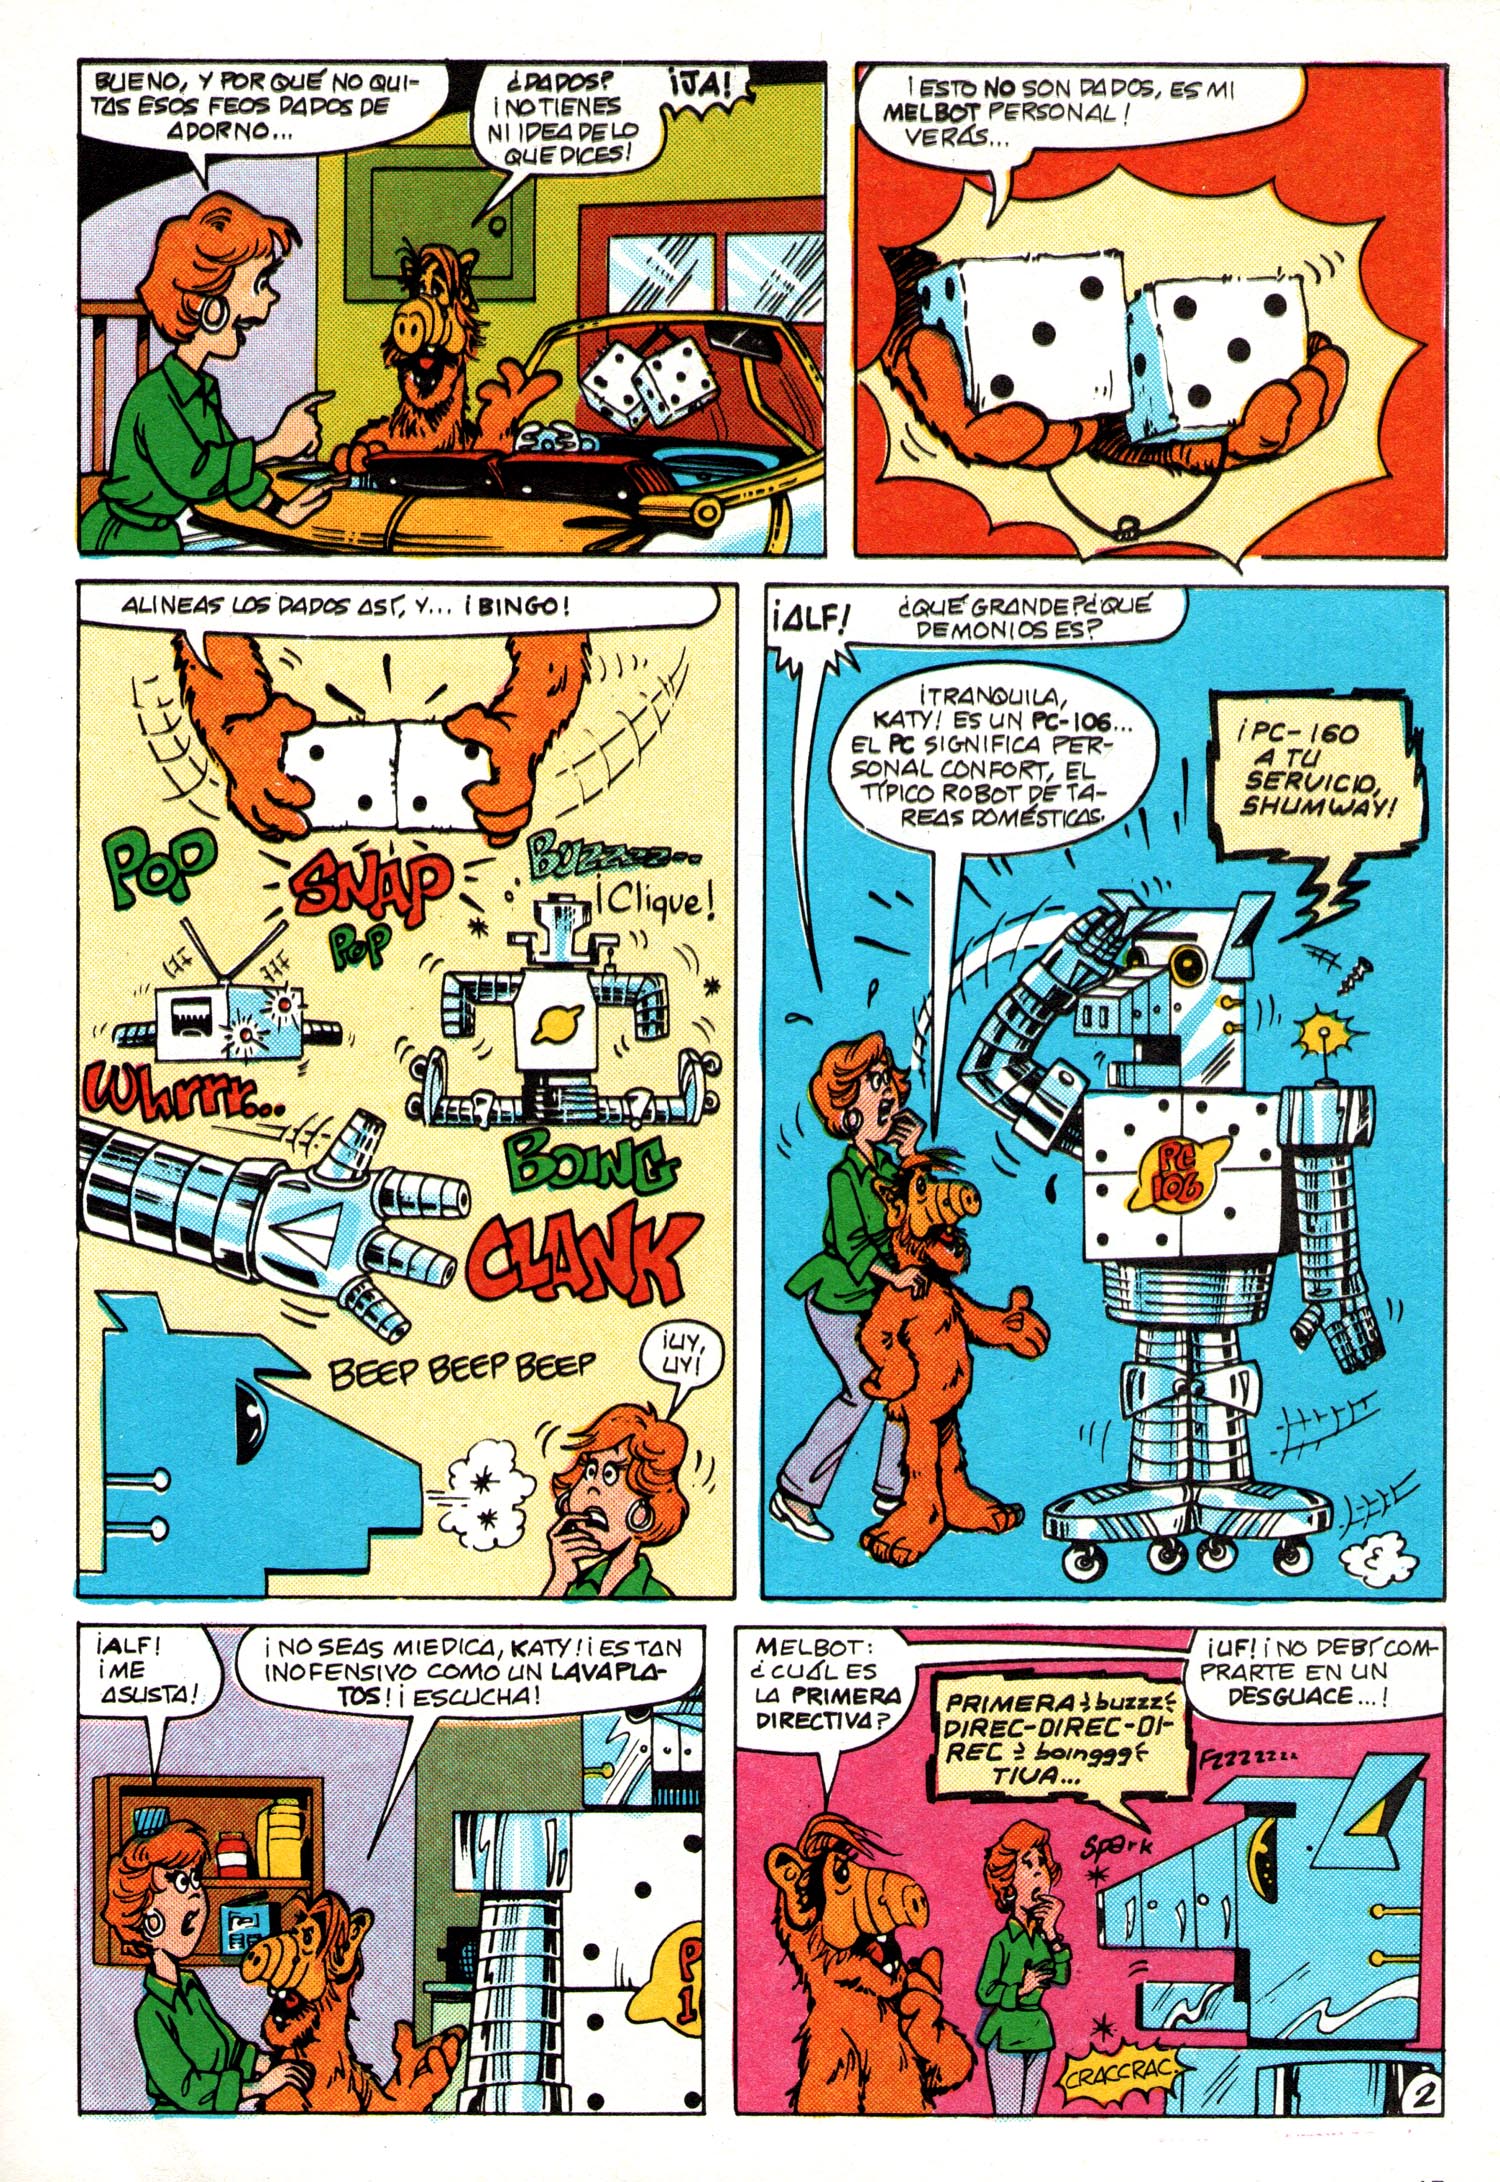 BUENO, Y POR QUÉ NO QUI-
TAS ESOS FEOS DADOS DE
ADORNO...
¿DADOS?
¡NO TIENES
NI IDEA DE LO
QUE DICES!
¡JA!
¡ESTO NO SON DADOS, ES MI
MELBOT PERSONAL!
VERÁS...
ALINEAS LOS DADOS ASÍ, Y... ¡BINGO!
POP
SNAP
POP
BUZZZZ..
¡Clique!
WHRRRR...
BOING
CLANK
BEEP BEEP BEEP
¡UY,
UY!
¡ALF!
¿QUÉ GRANDE? ¿QUÉ
DEMONIOS ES?
¡TRANQUILA,
KATY! ES UN PC-106...
EL PC SIGNIFICA PER-
SONAL CONFORT, EL
TÍPICO ROBOT DE TA-
REAS DOMÉSTICAS.
¡PC-160
A TU
SERVICIO,
SHUMWAY!
PC
106
¡ALF!
¡ME
ASUSTA!
¡NO SEAS MIEDICA, KATY! ¡ES TAN
INOFENSIVO COMO UN LAVAPLA-
TOS! ¡ESCUCHA!
P
1
MELBOT:
¿CUÁL ES
LA PRIMERA
DIRECTIVA?
PRIMERA buzzz
DIREC-DIREC-DI-
REC boinggg
TIVA...
¡UF! ¡NO DEBÍ COM-
PRARTE EN UN
DESGUACE...!
FZZZZZZZ
Spark
CRACCRAC
2